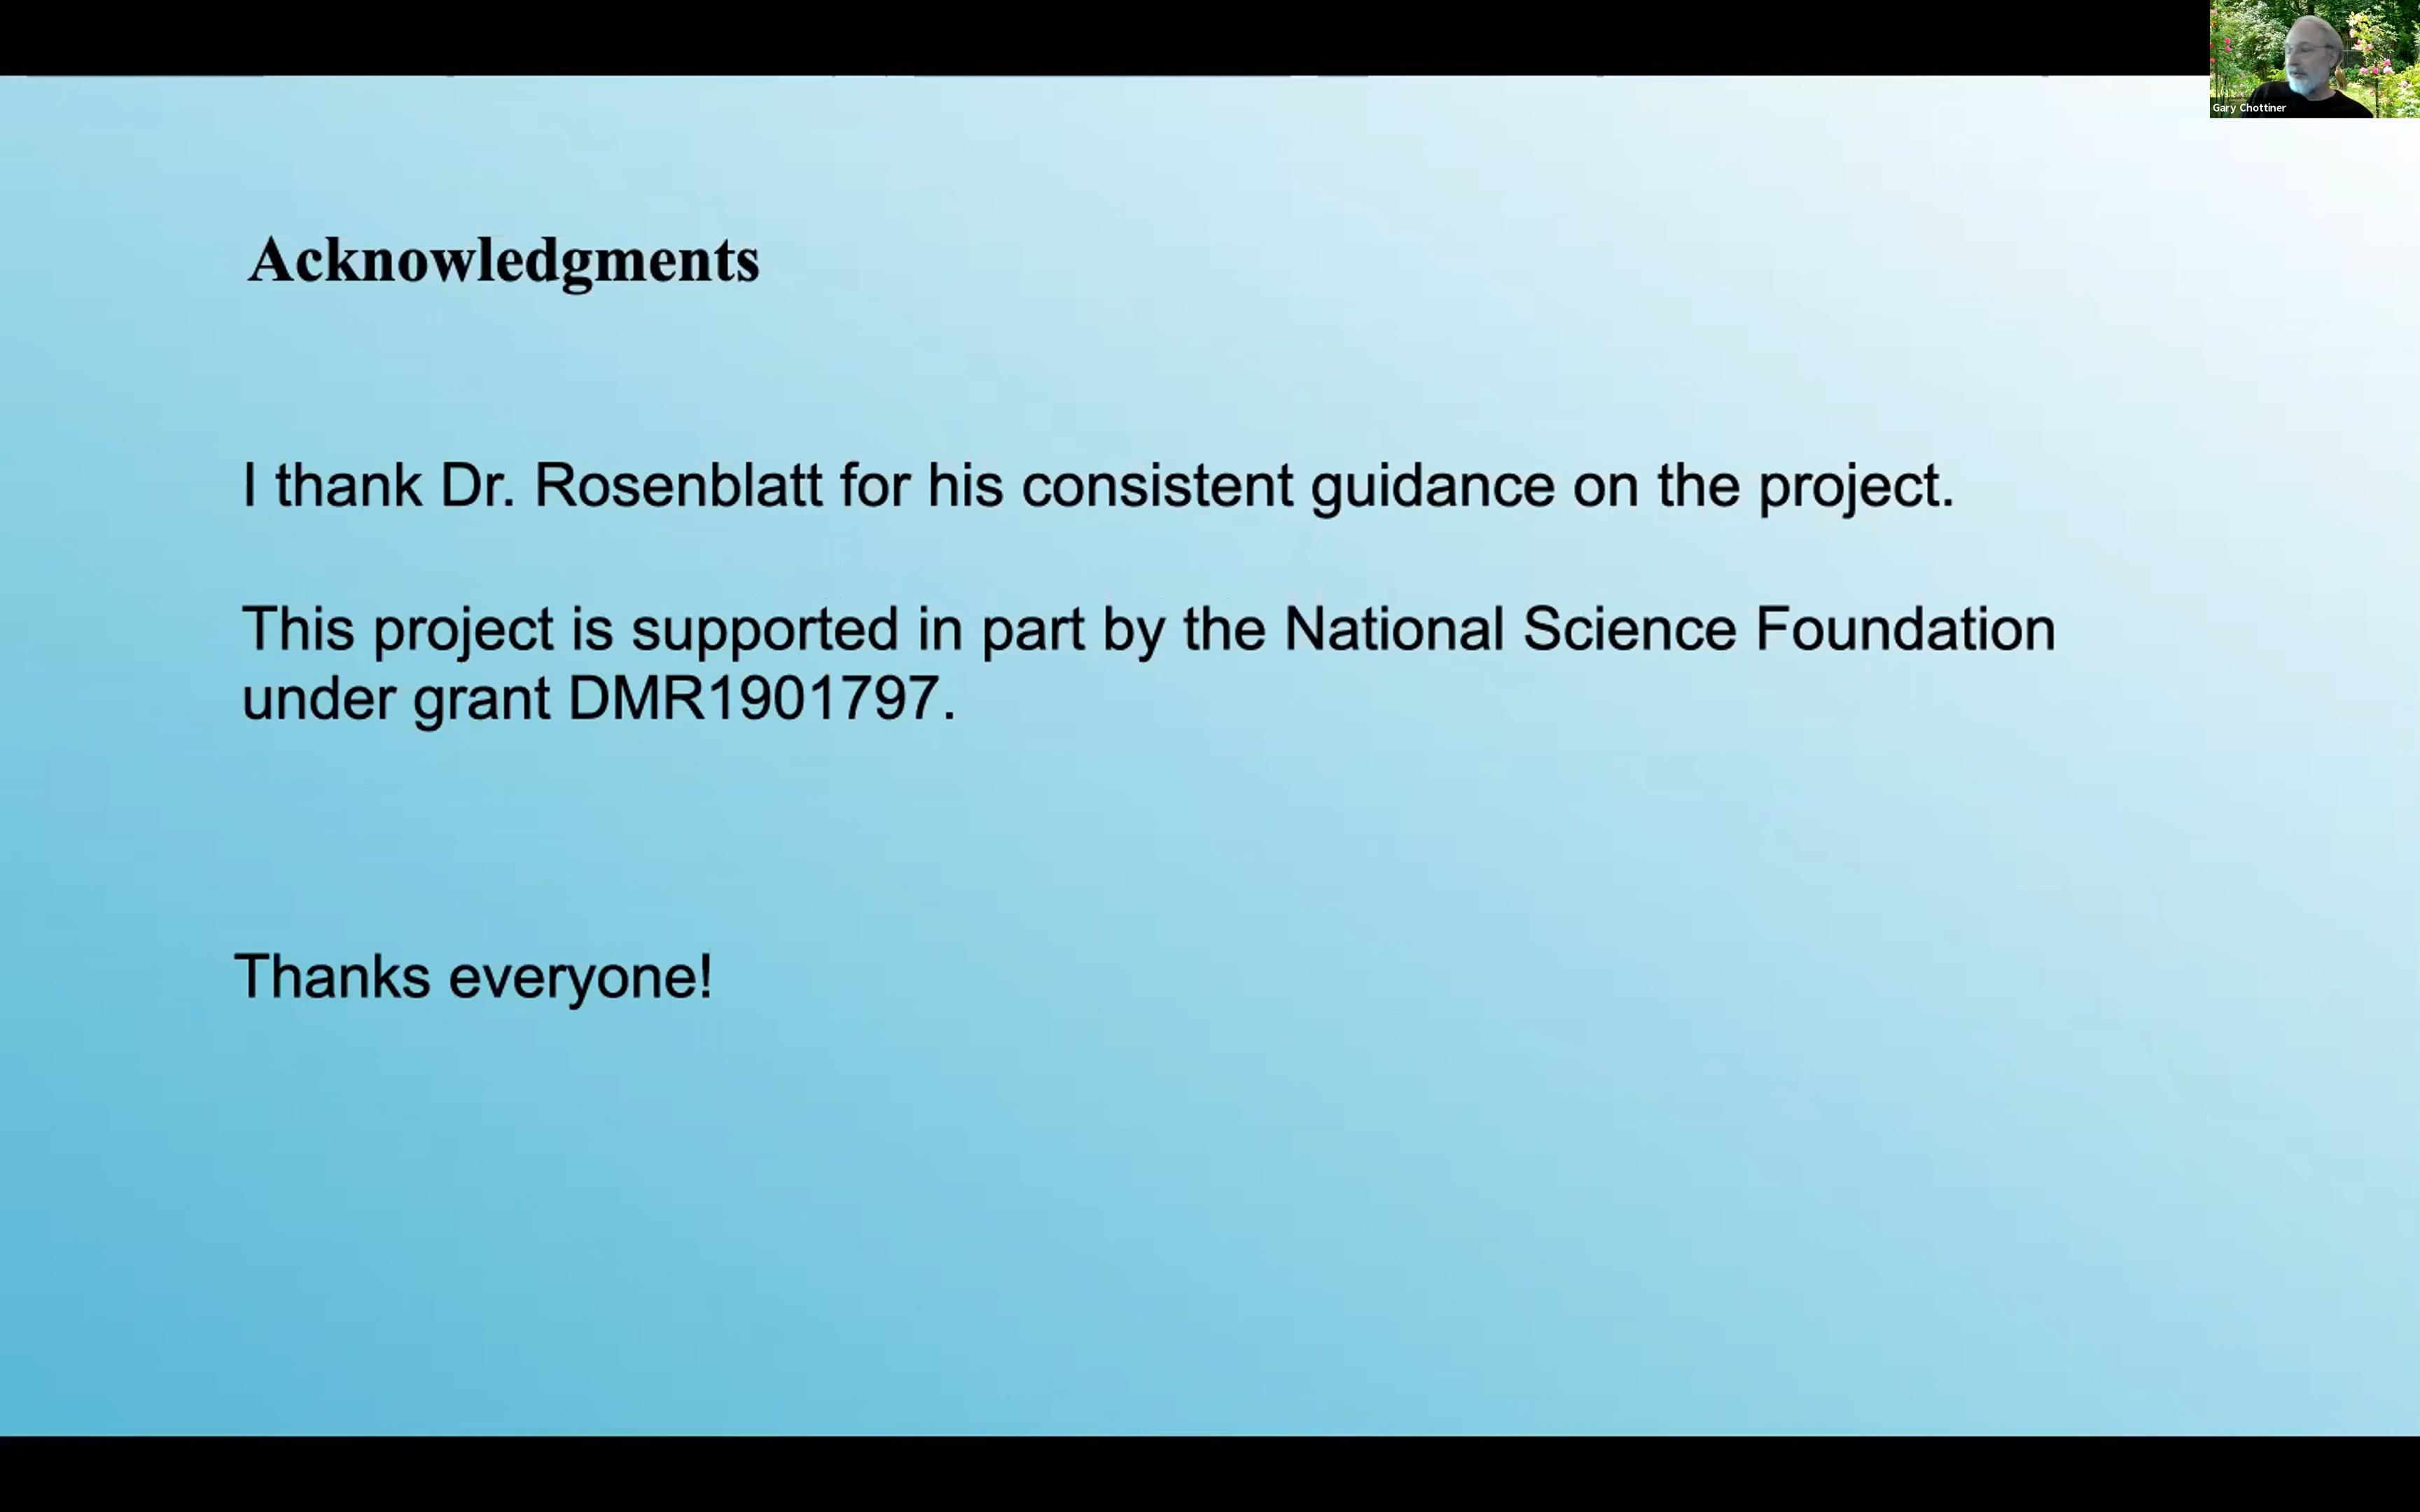 Gary Chottiner
Acknowledgments
I thank Dr. Rosenblatt for his consistent guidance on the project.
This project is supported in part by the National Science Foundation
under grant DMR1901797.
Thanks everyone!